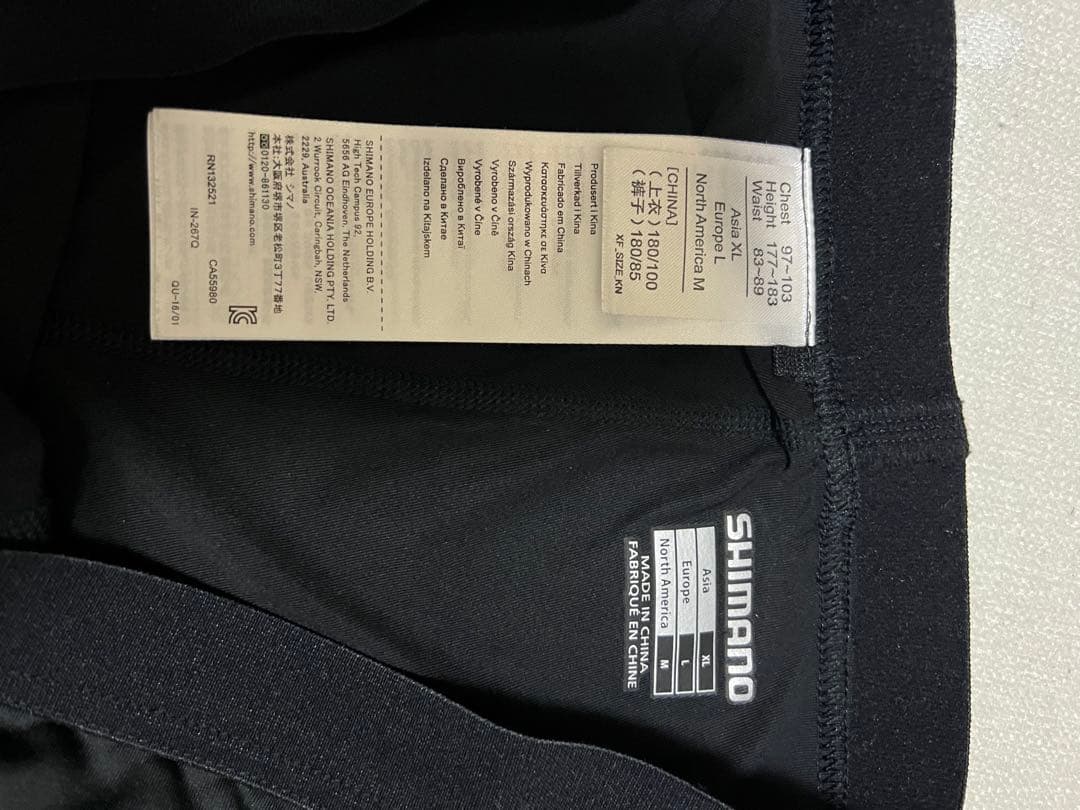 Chest 97~103
Height 177~183
Waist 83~89
Asia XL
Europe L
North America M
[CHINA]
(上衣) 180/100
(裤子) 180/85
XF_SIZE.KN
Produsert i Kina
Tillverkad i Kina
Fabricado em China
Κατασκευάστηκε σε Κίνα
Wyprodukowano w Chinach
Származási ország Kína
Vyrobeno v Číně
Vyrobené v Číne
Вироблено в Китаї
Сделано в Китае
Izdelano na Kitajskem
SHIMANO EUROPE HOLDING B.V.
High Tech Campus 92,
5656 AG Eindhoven, The Netherlands
SHIMANO OCEANIA HOLDING PTY. LTD.
2 Wurrook Circuit, Caringbah, NSW,
2229, Australia
株式会社 シマノ
本社:大阪府堺市堺区老松町3丁77番地
0120-861130
http://www.shimano.com
RN132521 CA55980
IN-267Q
QU-16/01
SHIMANO
Asia XL
Europe L
North America M
MADE IN CHINA
FABRIQUÉ EN CHINE